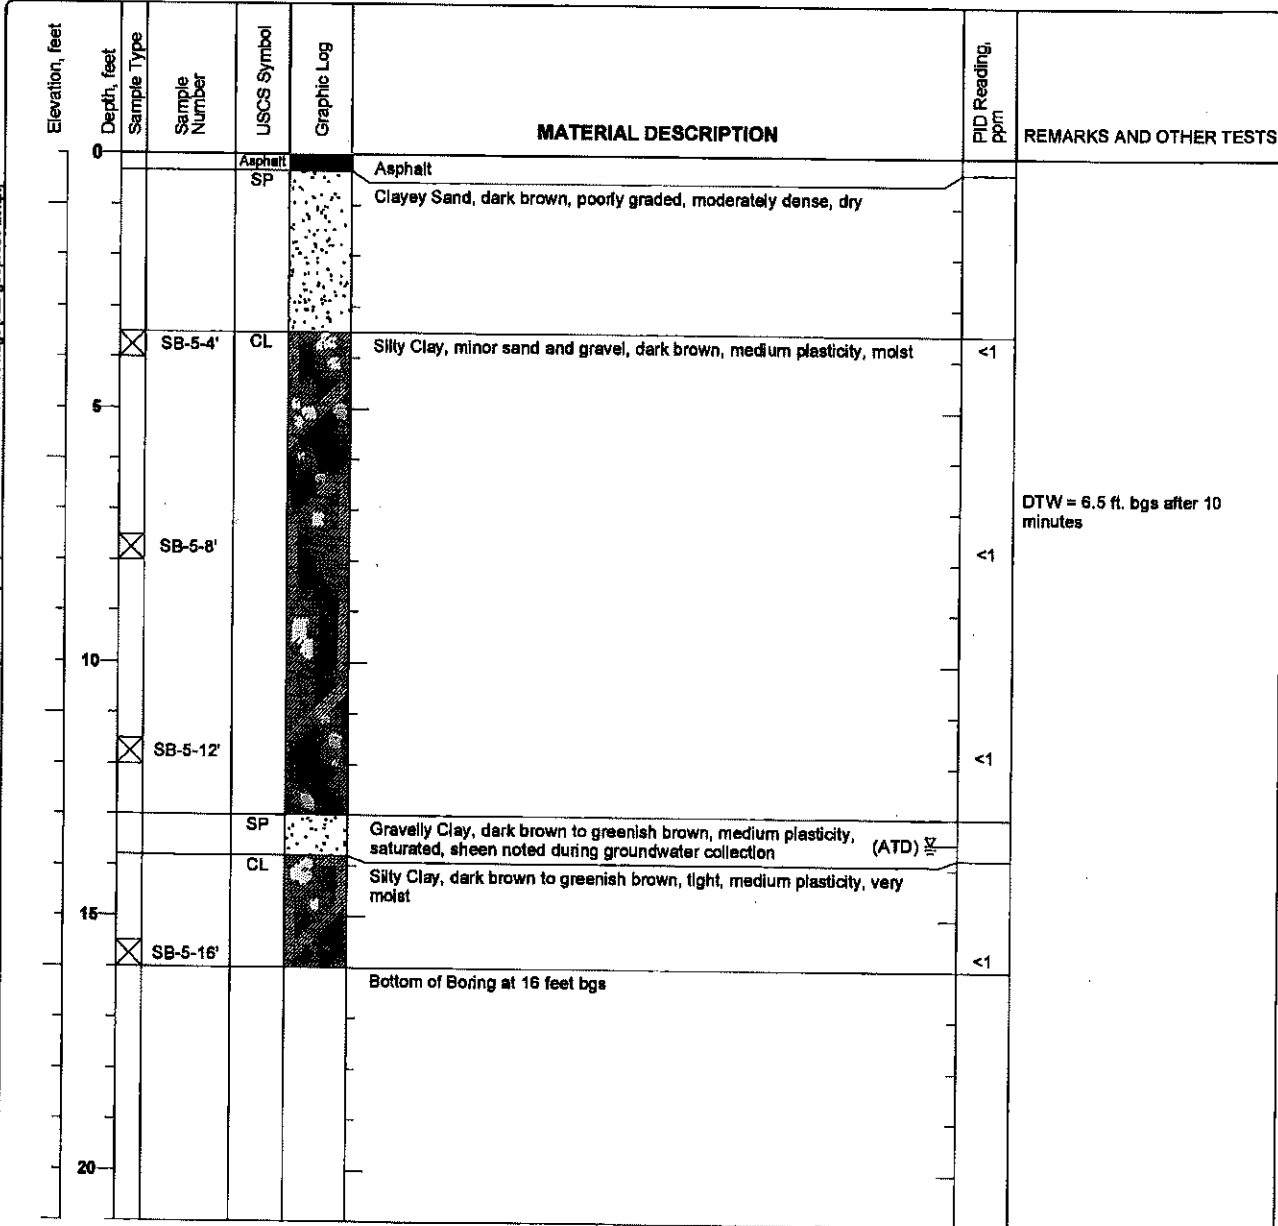 Elevation, feet
Depth, feet
Sample Type
Sample
Number
USCS Symbol
Graphic Log
MATERIAL DESCRIPTION
PID Reading,
ppm
REMARKS AND OTHER TESTS
0
Asphalt
Asphalt
SP
Clayey Sand, dark brown, poorly graded, moderately dense, dry
SB-5-4'
CL
Silty Clay, minor sand and gravel, dark brown, medium plasticity, moist
<1
5
DTW = 6.5 ft. bgs after 10
minutes
SB-5-8'
<1
10
SB-5-12'
<1
SP
Gravelly Clay, dark brown to greenish brown, medium plasticity,
saturated, sheen noted during groundwater collection
(ATD)
CL
Silty Clay, dark brown to greenish brown, tight, medium plasticity, very
moist
15
SB-5-16'
<1
Bottom of Boring at 16 feet bgs
20